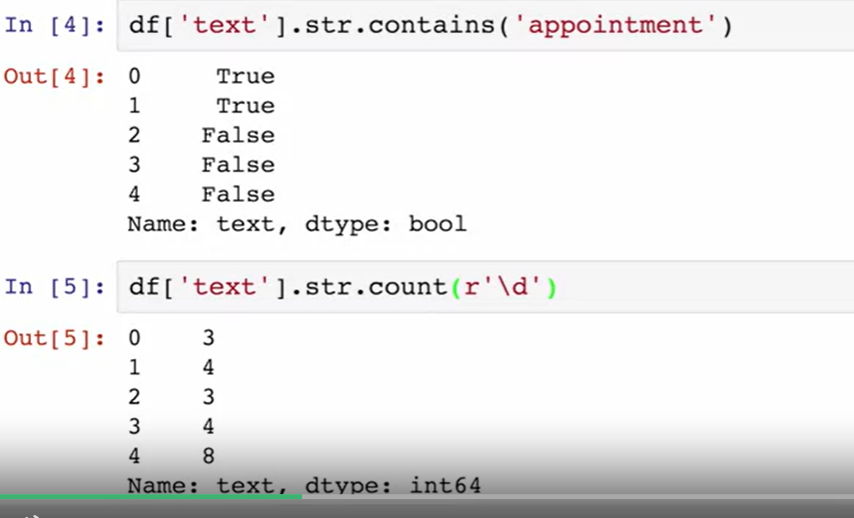 In [4]: df['text'].str.contains('appointment')
Out[4]: 0 True
1 True
2 False
3 False
4 False
Name: text, dtype: bool
In [5]: df['text'].str.count(r'\d')
Out[5]: 0 3
1 4
2 3
3 4
4 8
Name: text, dtype: int64